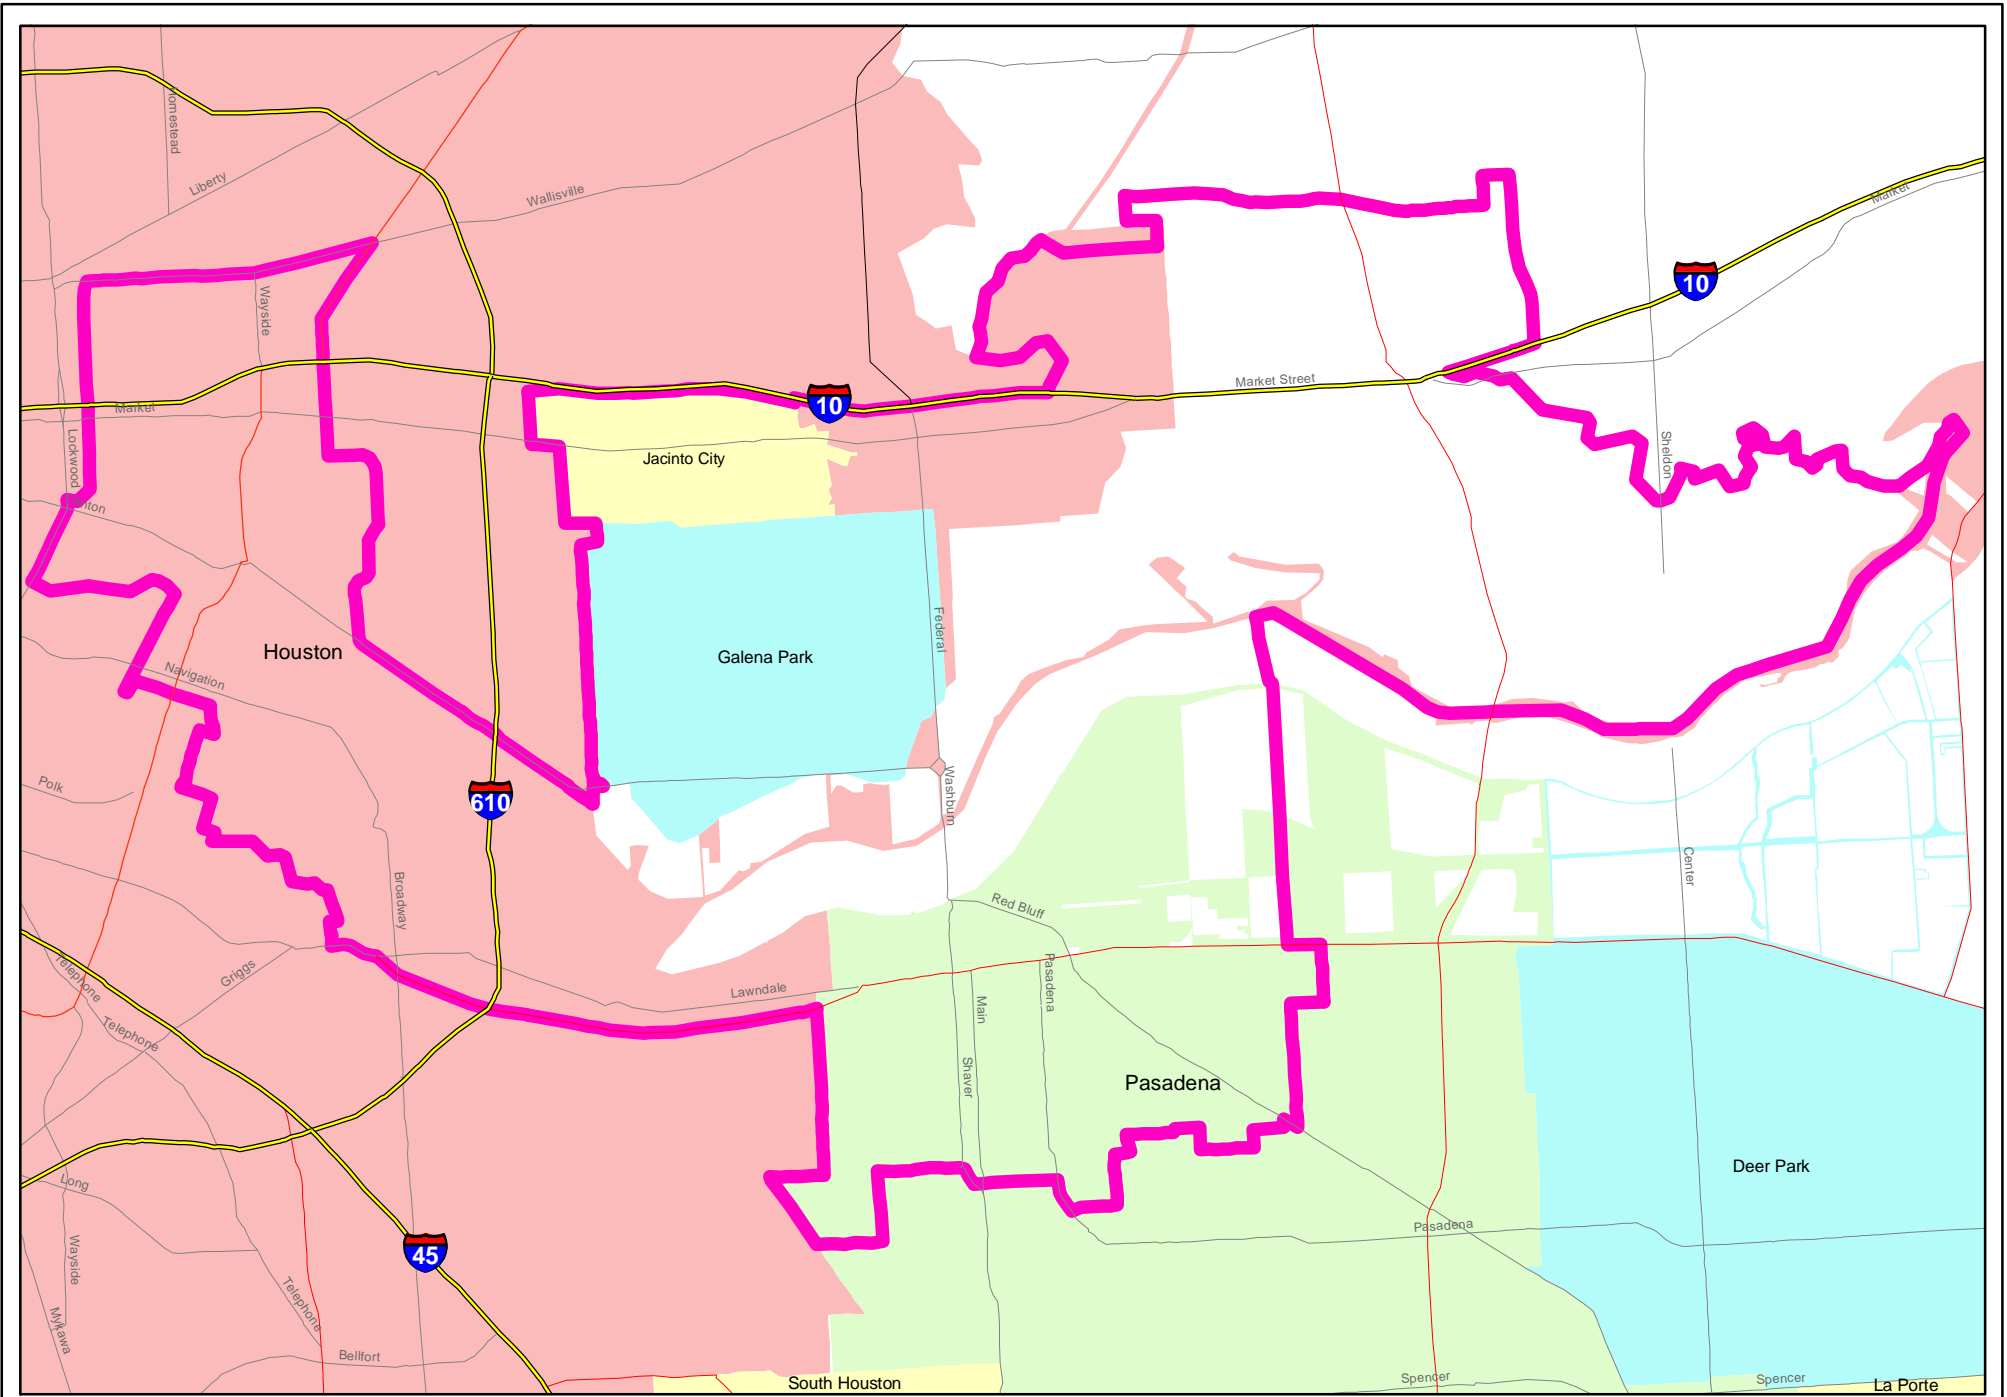 Homestead
Liberty
Wallisville
Market
10
Wayside
Market Street
10
Market
Lockwood
Jacinto City
Sheldon
Houston
Galena Park
Federal
Navigation
Polk
610
Washburn
Center
Broadway
Red Bluff
Griggs
Telephone
Lawndale
Pasadena
Main
Telephone
Shaver
Pasadena
Deer Park
Long
Pasadena
Wayside
45
Telephone
Mykawa
Bellfort
South Houston
Spencer
Spencer
La Porte